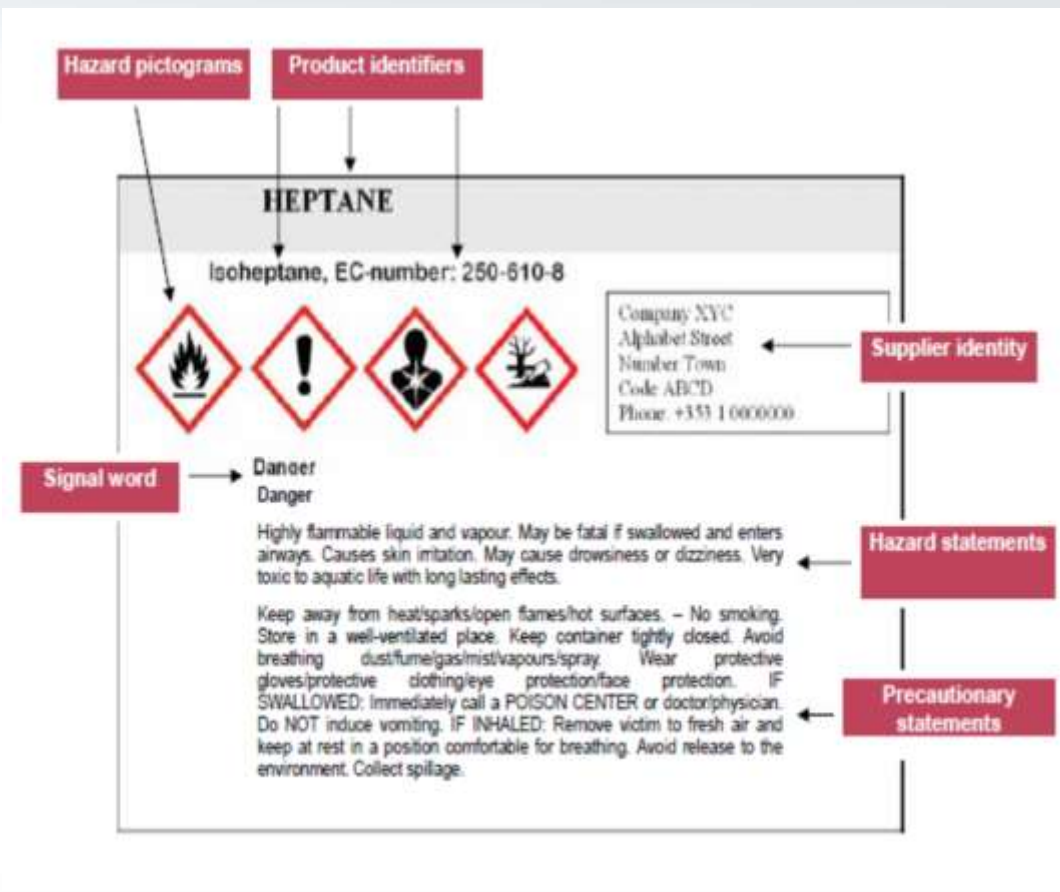 Hazard pictograms
Product identifiers
HEPTANE
Isoheptane, EC-number: 250-610-8
Company XYC
Alphabet Street
Number Town
Code ABCD
Phone: +353 1 0000000
Supplier identity
Signal word
Danger
Danger
Highly flammable liquid and vapour. May be fatal if swallowed and enters
airways. Causes skin irritation. May cause drowsiness or dizziness. Very
toxic to aquatic life with long lasting effects.
Hazard statements
Keep away from heat/sparks/open flames/hot surfaces. – No smoking.
Store in a well-ventilated place. Keep container tightly closed. Avoid
breathing dust/fume/gas/mist/vapours/spray. Wear protective
gloves/protective clothing/eye protection/face protection. IF
SWALLOWED: Immediately call a POISON CENTER or doctor/physician.
Do NOT induce vomiting. IF INHALED: Remove victim to fresh air and
keep at rest in a position comfortable for breathing. Avoid release to the
environment. Collect spillage.
Precautionary
statements